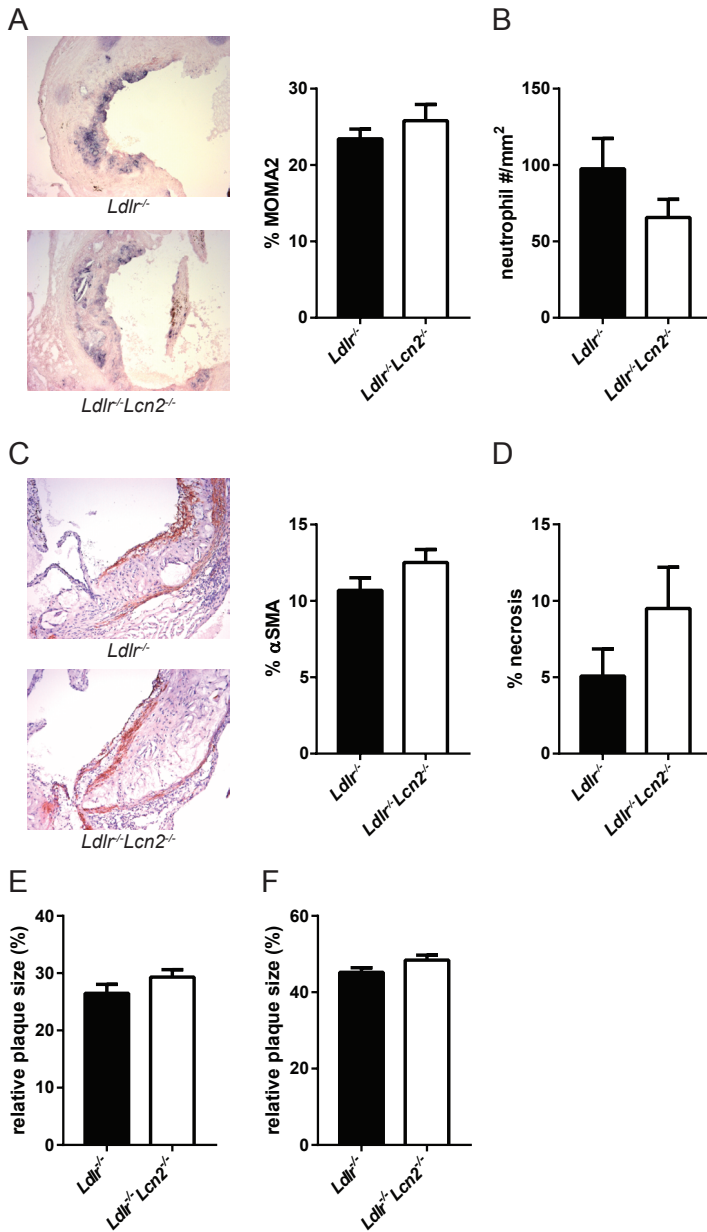 A
Ldlr-/-
Ldlr-/-Lcn2-/-
% MOMA2
30
20
10
0
Ldlr-/-
Ldlr-/-Lcn2-/-
B
neutrophil #/mm2
150
100
50
0
Ldlr-/-
Ldlr-/-Lcn2-/-
C
Ldlr-/-
Ldlr-/-Lcn2-/-
% αSMA
15
10
5
0
Ldlr-/-
Ldlr-/-Lcn2-/-
D
% necrosis
15
10
5
0
Ldlr-/-
Ldlr-/-Lcn2-/-
E
relative plaque size (%)
40
30
20
10
0
Ldlr-/-
Ldlr-/-Lcn2-/-
F
relative plaque size (%)
60
40
20
0
Ldlr-/-
Ldlr-/-Lcn2-/-